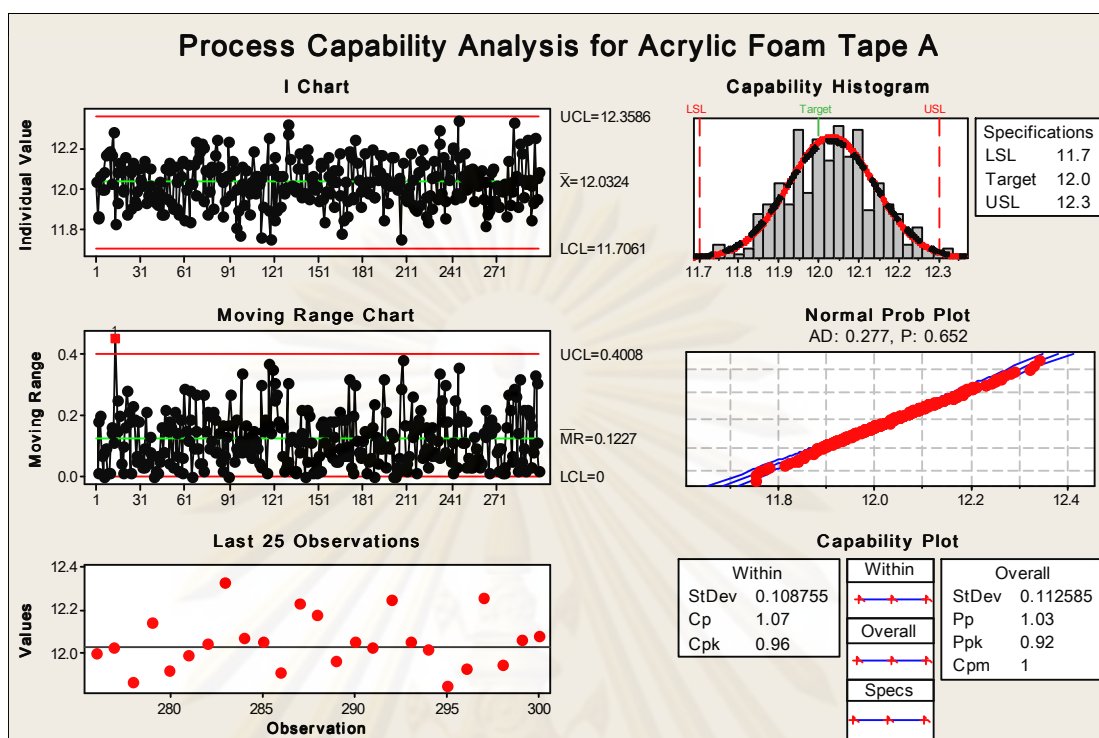 Process Capability Analysis for Acrylic Foam Tape A
I Chart
Individual Value
12.2
12.0
11.8
1 31 61 91 121 151 181 211 241 271
UCL=12.3586
X̅=12.0324
LCL=11.7061
Capability Histogram
LSL Target USL
11.7 11.8 11.9 12.0 12.1 12.2 12.3
Specifications
LSL 11.7
Target 12.0
USL 12.3
Moving Range Chart
Moving Range
1
0.4
0.2
0.0
1 31 61 91 121 151 181 211 241 271
UCL=0.4008
M̅R̅=0.1227
LCL=0
Normal Prob Plot
AD: 0.277, P: 0.652
11.8 12.0 12.2 12.4
Last 25 Observations
Values
12.4
12.2
12.0
280 285 290 295 300
Observation
Capability Plot
Within
StDev 0.108755
Cp 1.07
Cpk 0.96
Within
Overall
Specs
Overall
StDev 0.112585
Pp 1.03
Ppk 0.92
Cpm 1